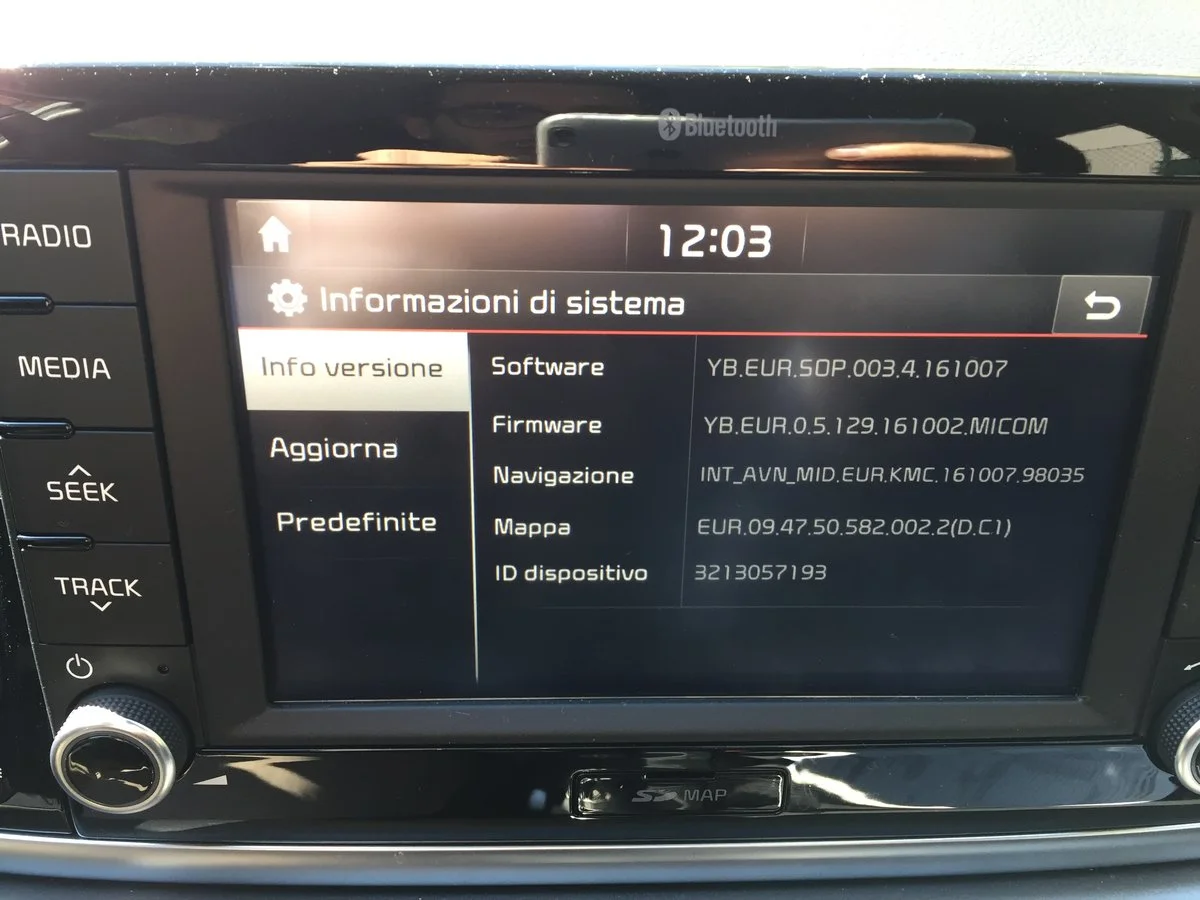 Bluetooth
RADIO
MEDIA
SEEK
TRACK
12:03
Informazioni di sistema
Info versione
Aggiorna
Predefinite
Software YB.EUR.SOP.003.4.161007
Firmware YB.EUR.0.5.129.161002.MICOM
Navigazione INT_AVN_MID.EUR.KMC.161007.98035
Mappa EUR.09.47.50.582.002.2(D.C1)
ID dispositivo 3213057193
SD MAP